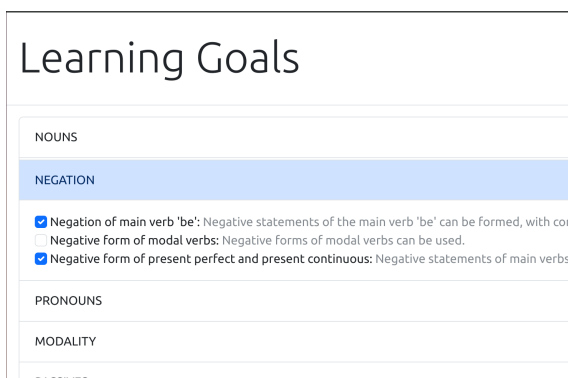 Learning Goals
NOUNS
NEGATION
Negation of main verb 'be': Negative statements of the main verb 'be' can be formed, with
Negative form of modal verbs: Negative forms of modal verbs can be used.
Negative form of present perfect and present continuous: Negative statements of main verbs
PRONOUNS
MODALITY